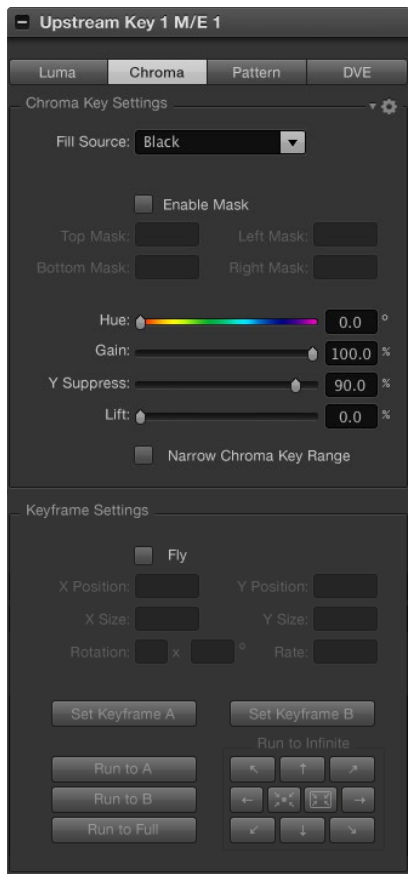 Upstream Key 1 M/E 1
Luma Chroma Pattern DVE
Chroma Key Settings
Fill Source: Black
Enable Mask
Top Mask: Left Mask:
Bottom Mask: Right Mask:
Hue: 0.0 °
Gain: 100.0 %
Y Suppress: 90.0 %
Lift: 0.0 %
Narrow Chroma Key Range
Keyframe Settings
Fly
X Position: Y Position:
X Size: Y Size:
Rotation: x ° Rate:
Set Keyframe A Set Keyframe B
Run to Infinite
Run to A
Run to B
Run to Full